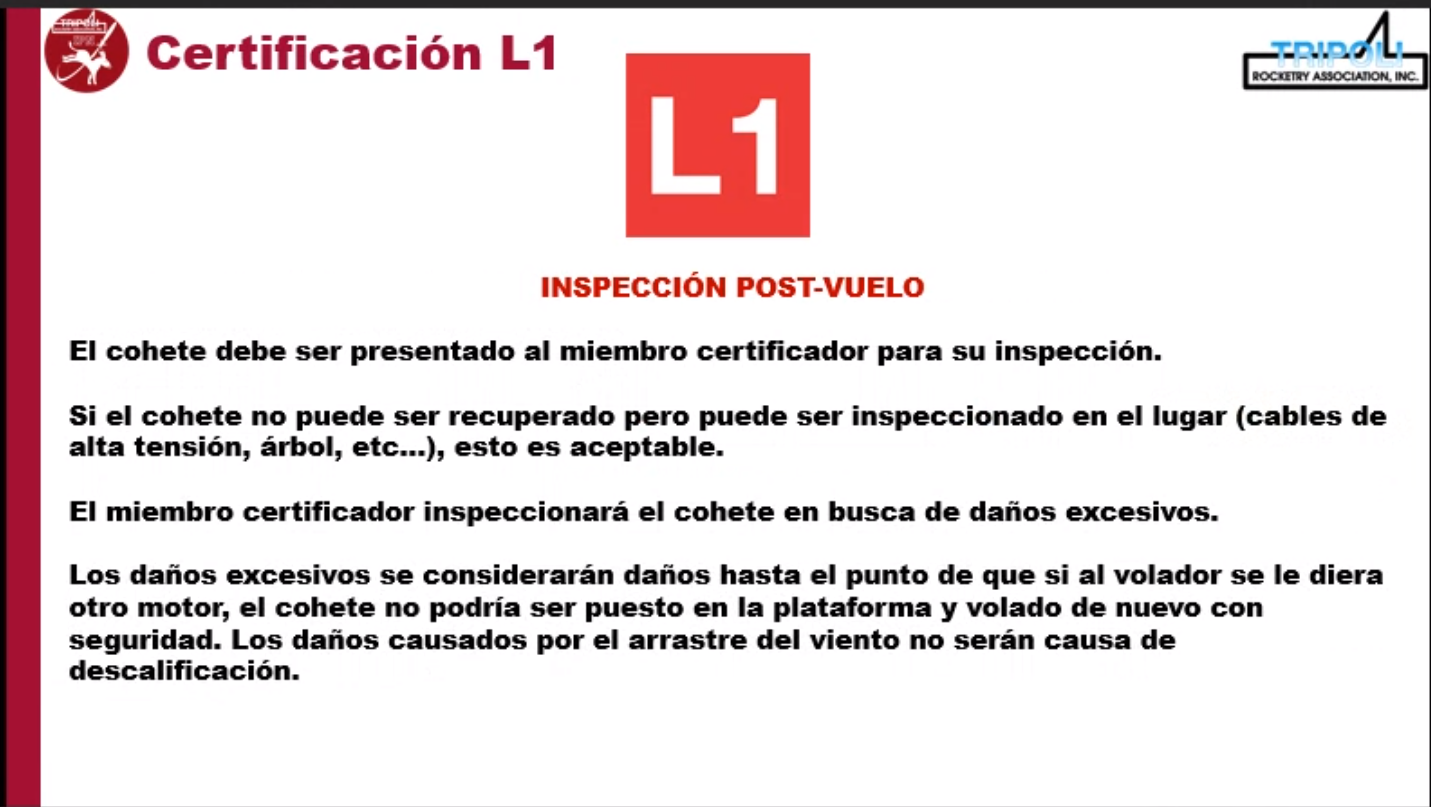 TRIPOLI
Certificación L1
TRIPOLI
ROCKETRY ASSOCIATION, INC.
L1
INSPECCIÓN POST-VUELO
El cohete debe ser presentado al miembro certificador para su inspección.
Si el cohete no puede ser recuperado pero puede ser inspeccionado en el lugar (cables de
alta tensión, árbol, etc...), esto es aceptable.
El miembro certificador inspeccionará el cohete en busca de daños excesivos.
Los daños excesivos se considerarán daños hasta el punto de que si al volador se le diera
otro motor, el cohete no podría ser puesto en la plataforma y volado de nuevo con
seguridad. Los daños causados por el arrastre del viento no serán causa de
descalificación.